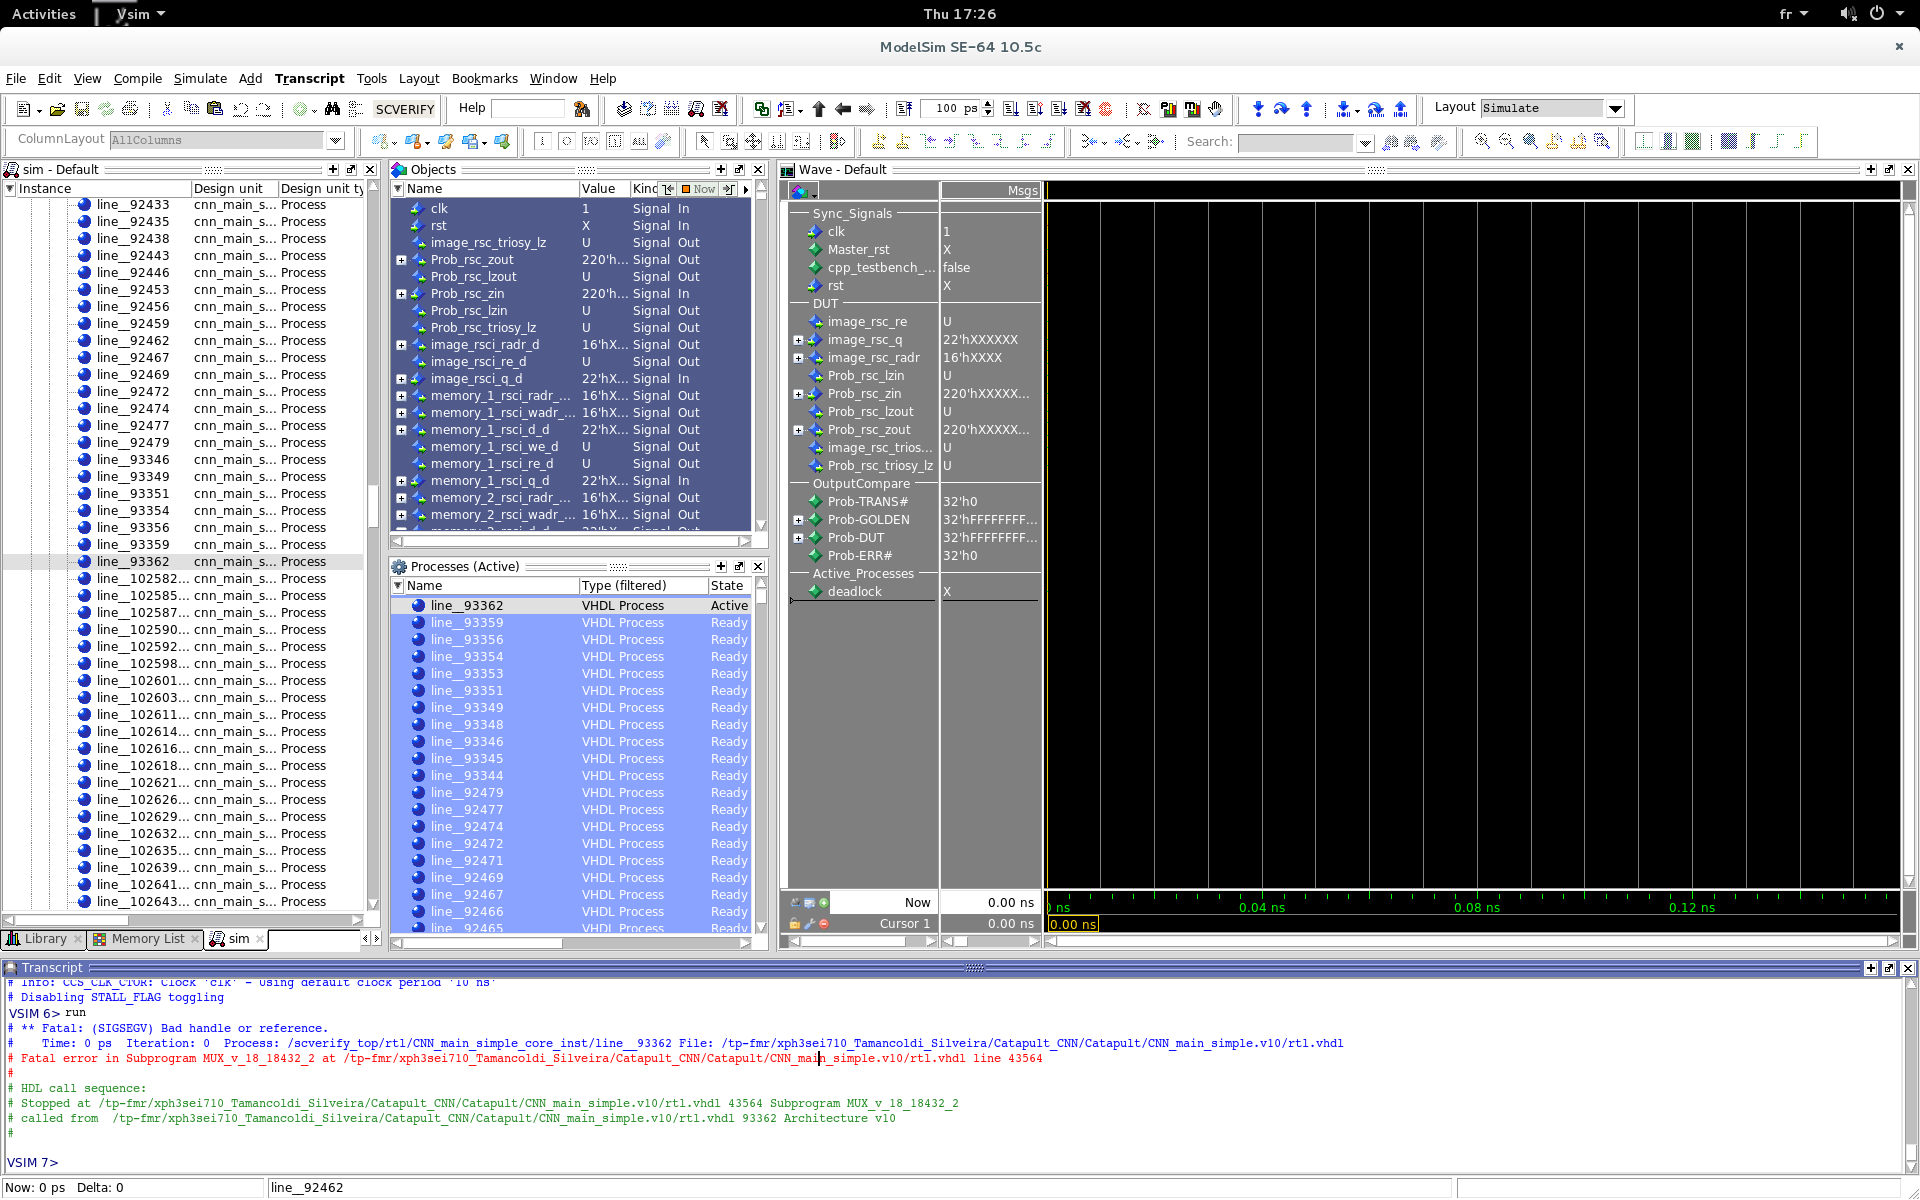 Activities Vsim Thu 17:26 fr
ModelSim SE-64 10.5c
File Edit View Compile Simulate Add Transcript Tools Layout Bookmarks Window Help
SCVERIFY Help 100 ps Layout Simulate
ColumnLayout AllColumns Search:
sim - Default
Instance Design unit Design unit ty
line__92433 cnn_main_s... Process
line__92435 cnn_main_s... Process
line__92438 cnn_main_s... Process
line__92443 cnn_main_s... Process
line__92446 cnn_main_s... Process
line__92453 cnn_main_s... Process
line__92456 cnn_main_s... Process
line__92459 cnn_main_s... Process
line__92462 cnn_main_s... Process
line__92467 cnn_main_s... Process
line__92469 cnn_main_s... Process
line__92472 cnn_main_s... Process
line__92474 cnn_main_s... Process
line__92477 cnn_main_s... Process
line__92479 cnn_main_s... Process
line__93346 cnn_main_s... Process
line__93349 cnn_main_s... Process
line__93351 cnn_main_s... Process
line__93354 cnn_main_s... Process
line__93356 cnn_main_s... Process
line__93359 cnn_main_s... Process
line__93362 cnn_main_s... Process
line__102582... cnn_main_s... Process
line__102585... cnn_main_s... Process
line__102587... cnn_main_s... Process
line__102590... cnn_main_s... Process
line__102592... cnn_main_s... Process
line__102598... cnn_main_s... Process
line__102601... cnn_main_s... Process
line__102603... cnn_main_s... Process
line__102611... cnn_main_s... Process
line__102614... cnn_main_s... Process
line__102616... cnn_main_s... Process
line__102618... cnn_main_s... Process
line__102621... cnn_main_s... Process
line__102626... cnn_main_s... Process
line__102629... cnn_main_s... Process
line__102632... cnn_main_s... Process
line__102635... cnn_main_s... Process
line__102639... cnn_main_s... Process
line__102641... cnn_main_s... Process
line__102643... cnn_main_s... Process
Library Memory List sim
Objects
Name Value Kind Now
clk 1 Signal In
rst X Signal In
image_rsc_triosy_lz U Signal Out
Prob_rsc_zout 220'h... Signal Out
Prob_rsc_lzout U Signal Out
Prob_rsc_zin 220'h... Signal In
Prob_rsc_lzin U Signal Out
Prob_rsc_triosy_lz U Signal Out
image_rsci_radr_d 16'hX... Signal Out
image_rsci_re_d U Signal Out
image_rsci_q_d 22'hX... Signal In
memory_1_rsci_radr_... 16'hX... Signal Out
memory_1_rsci_wadr_... 16'hX... Signal Out
memory_1_rsci_d_d 22'hX... Signal Out
memory_1_rsci_we_d U Signal Out
memory_1_rsci_re_d U Signal Out
memory_1_rsci_q_d 22'hX... Signal In
memory_2_rsci_radr_... 16'hX... Signal Out
memory_2_rsci_wadr_... 16'hX... Signal Out
Processes (Active)
Name Type (filtered) State
line__93362 VHDL Process Active
line__93359 VHDL Process Ready
line__93356 VHDL Process Ready
line__93354 VHDL Process Ready
line__93353 VHDL Process Ready
line__93351 VHDL Process Ready
line__93349 VHDL Process Ready
line__93348 VHDL Process Ready
line__93346 VHDL Process Ready
line__93345 VHDL Process Ready
line__93344 VHDL Process Ready
line__92479 VHDL Process Ready
line__92477 VHDL Process Ready
line__92474 VHDL Process Ready
line__92472 VHDL Process Ready
line__92471 VHDL Process Ready
line__92469 VHDL Process Ready
line__92467 VHDL Process Ready
line__92466 VHDL Process Ready
line__92465 VHDL Process Ready
Wave - Default
Msgs
Sync_Signals
clk 1
Master_rst X
cpp_testbench_... false
rst X
DUT
image_rsc_re U
image_rsc_q 22'hXXXXXX
image_rsc_radr 16'hXXXX
Prob_rsc_lzin U
Prob_rsc_zin 220'hXXXXX...
Prob_rsc_lzout U
Prob_rsc_zout 220'hXXXXX...
image_rsc_trios... U
Prob_rsc_triosy_lz U
OutputCompare
Prob-TRANS# 32'h0
Prob-GOLDEN 32'hFFFFFFFF...
Prob-DUT 32'hFFFFFFFF...
Prob-ERR# 32'h0
Active_Processes
deadlock X
Now 0.00 ns
Cursor 1 0.00 ns
ns 0.04 ns 0.08 ns 0.12 ns
0.00 ns
Transcript
# Info: CCS_CLK_CTOR: Clock 'clk' - Using default clock period '10 ns'
# Disabling STALL_FLAG toggling
VSIM 6> run
# ** Fatal: (SIGSEGV) Bad handle or reference.
#    Time: 0 ps  Iteration: 0  Process: /scverify_top/rtl/CNN_main_simple_core_inst/line__93362 File: /tp-fmr/xph3sei710_Tamancoldi_Silveira/Catapult_CNN/Catapult/CNN_main_simple.v10/rtl.vhdl
# Fatal error in Subprogram MUX_v_18_18432_2 at /tp-fmr/xph3sei710_Tamancoldi_Silveira/Catapult_CNN/Catapult/CNN_main_simple.v10/rtl.vhdl line 43564
#
# HDL call sequence:
# Stopped at /tp-fmr/xph3sei710_Tamancoldi_Silveira/Catapult_CNN/Catapult/CNN_main_simple.v10/rtl.vhdl 43564 Subprogram MUX_v_18_18432_2
# called from  /tp-fmr/xph3sei710_Tamancoldi_Silveira/Catapult_CNN/Catapult/CNN_main_simple.v10/rtl.vhdl 93362 Architecture v10
#
VSIM 7>
Now: 0 ps Delta: 0 line__92462